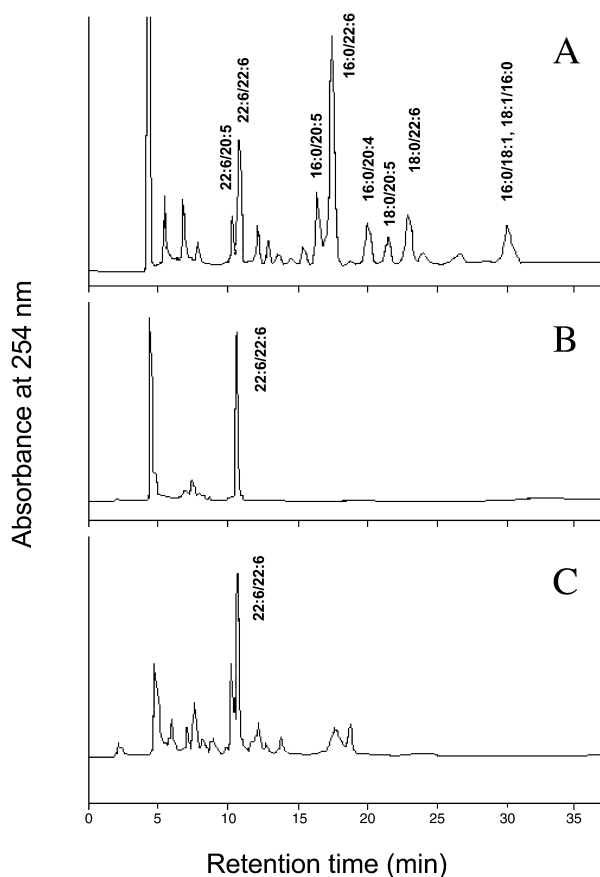 A
22:6/20:5
22:6/22:6
16:0/20:5
16:0/22:6
16:0/20:4
18:0/20:5
18:0/22:6
16:0/18:1, 18:1/16:0
B
22:6/22:6
C
22:6/22:6
Absorbance at 254 nm
0 5 10 15 20 25 30 35
Retention time (min)